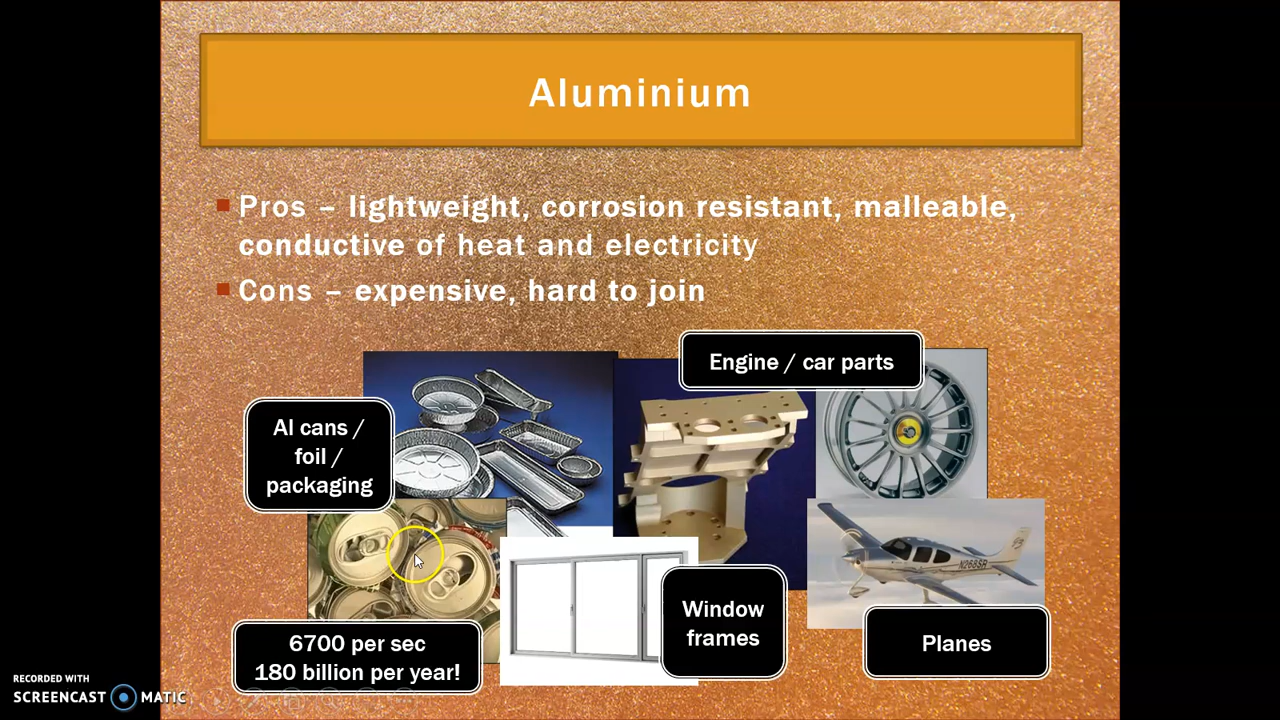 Aluminium
Pros – lightweight, corrosion resistant, malleable,
conductive of heat and electricity
Cons – expensive, hard to join
Engine / car parts
Al cans /
foil /
packaging
N268SR
Window
frames
6700 per sec
180 billion per year!
Planes
RECORDED WITH
SCREENCAST MATIC